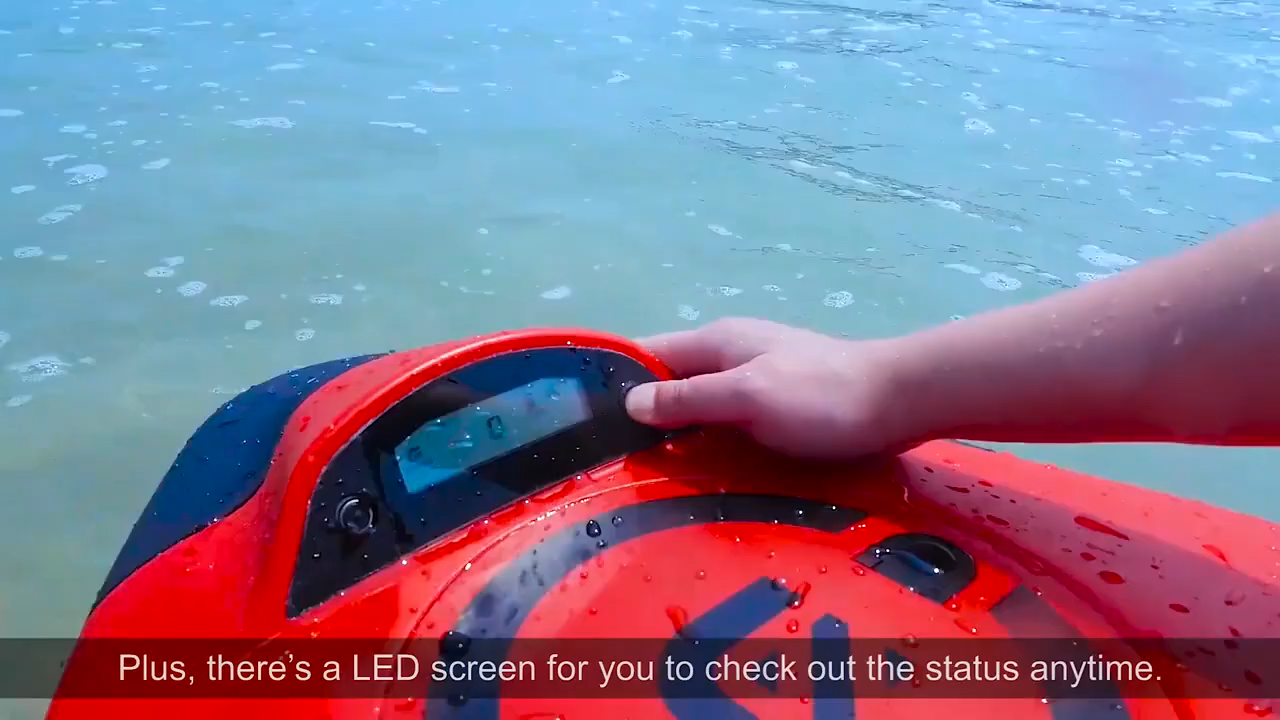 Plus, there’s a LED screen for you to check out the status anytime.